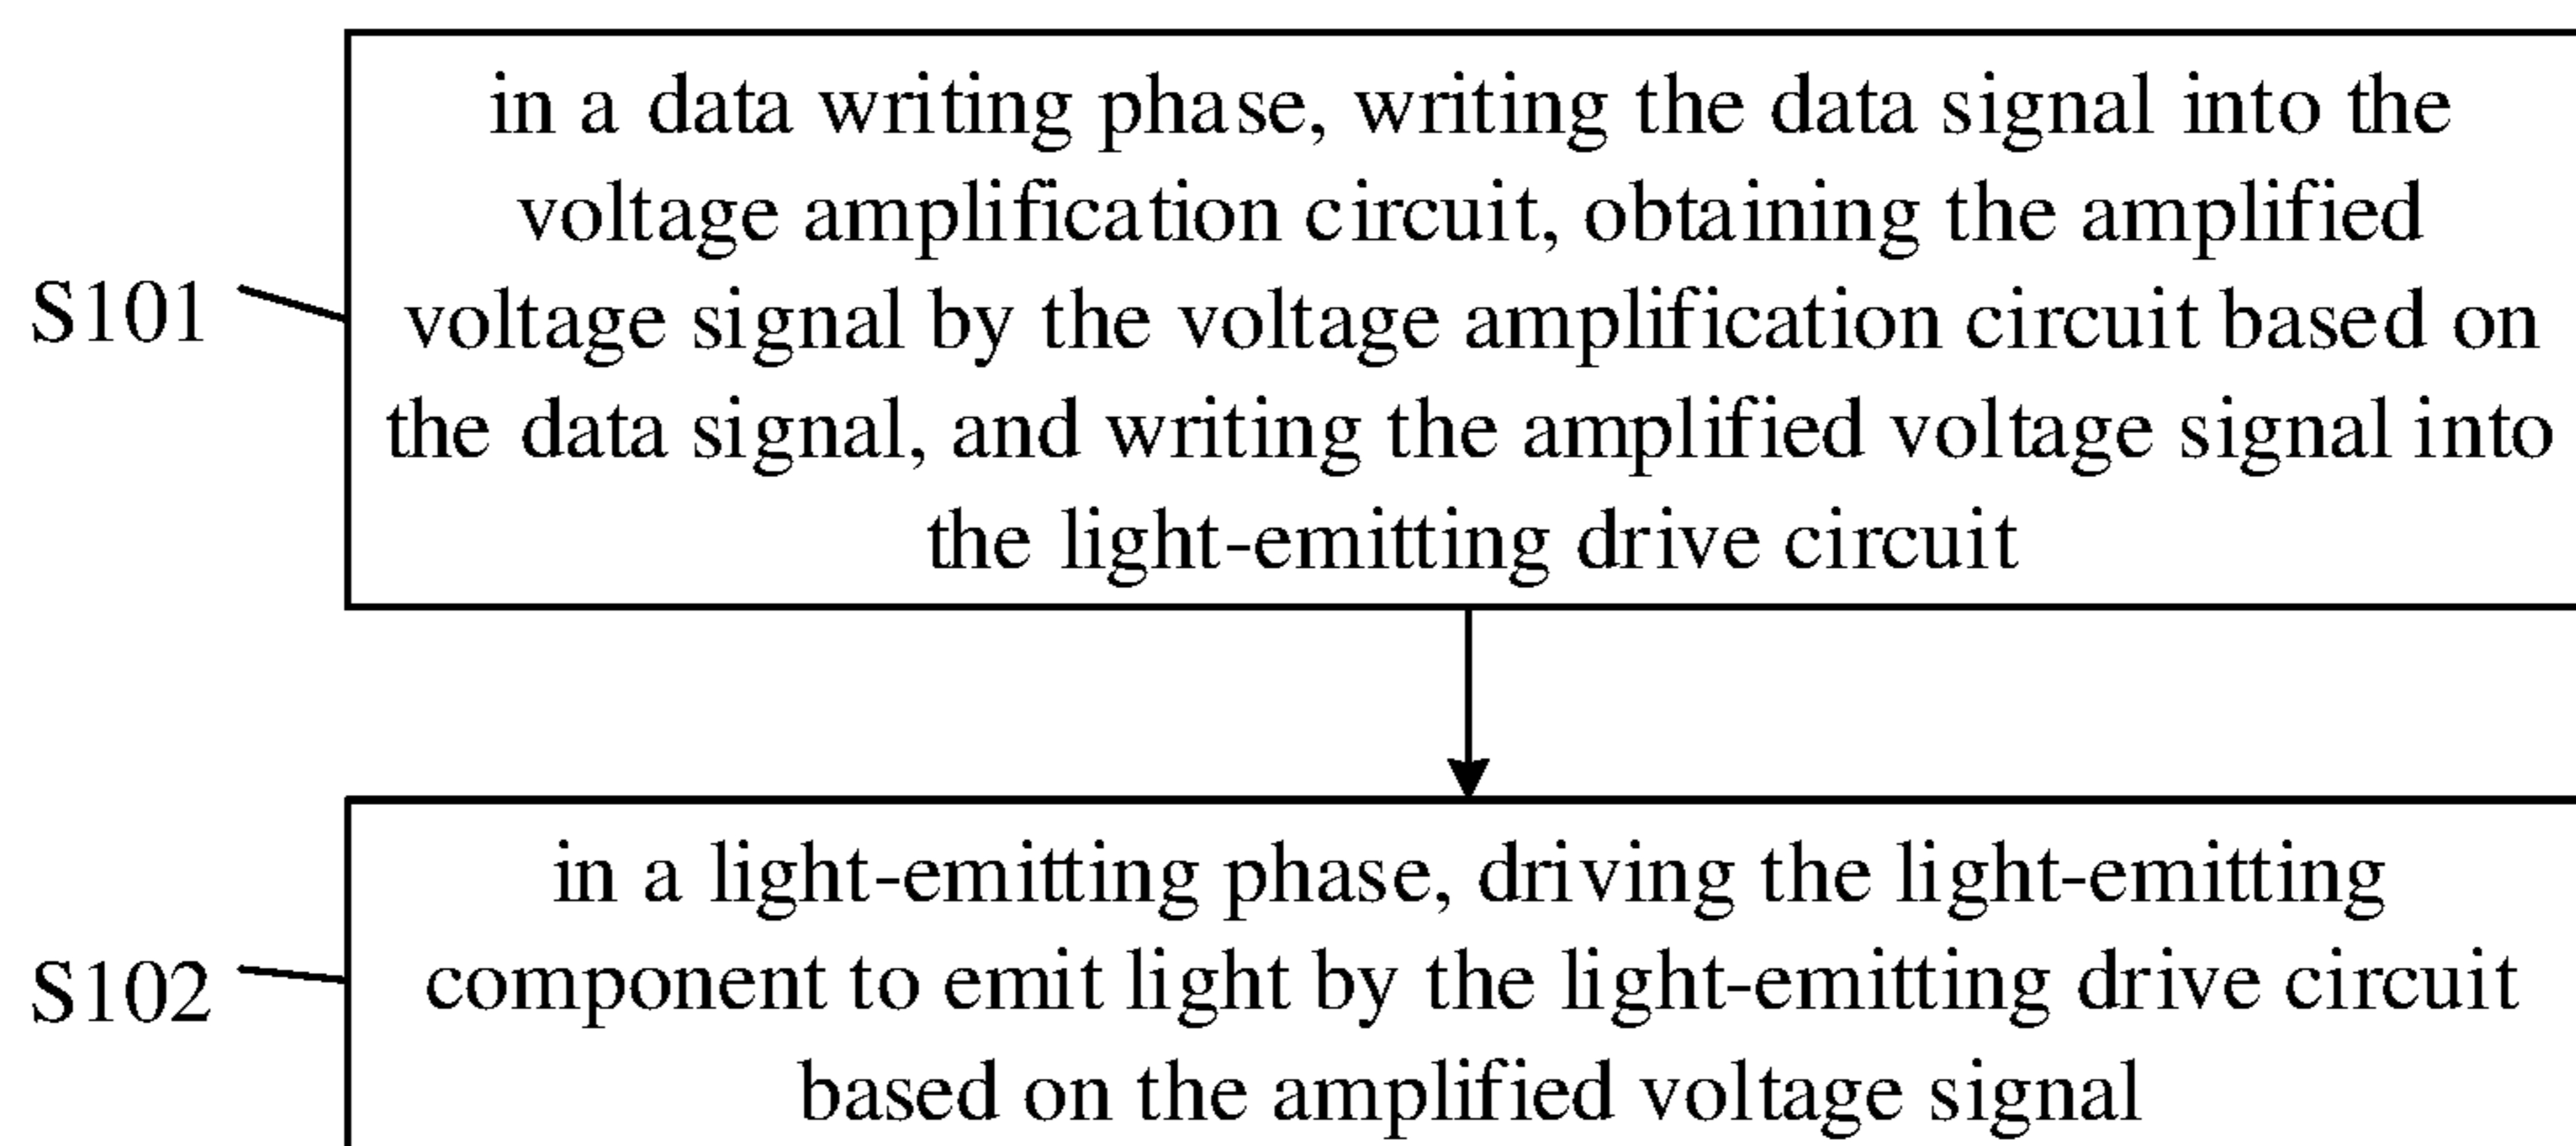 in a data writing phase, writing the data signal into the
voltage amplification circuit, obtaining the amplified
S101
voltage signal by the voltage amplification circuit based on
the data signal, and writing the amplified voltage signal into
the light-emitting drive circuit
in a light-emitting phase, driving the light-emitting
S102
component to emit light by the light-emitting drive circuit
based on the amplified voltage signal